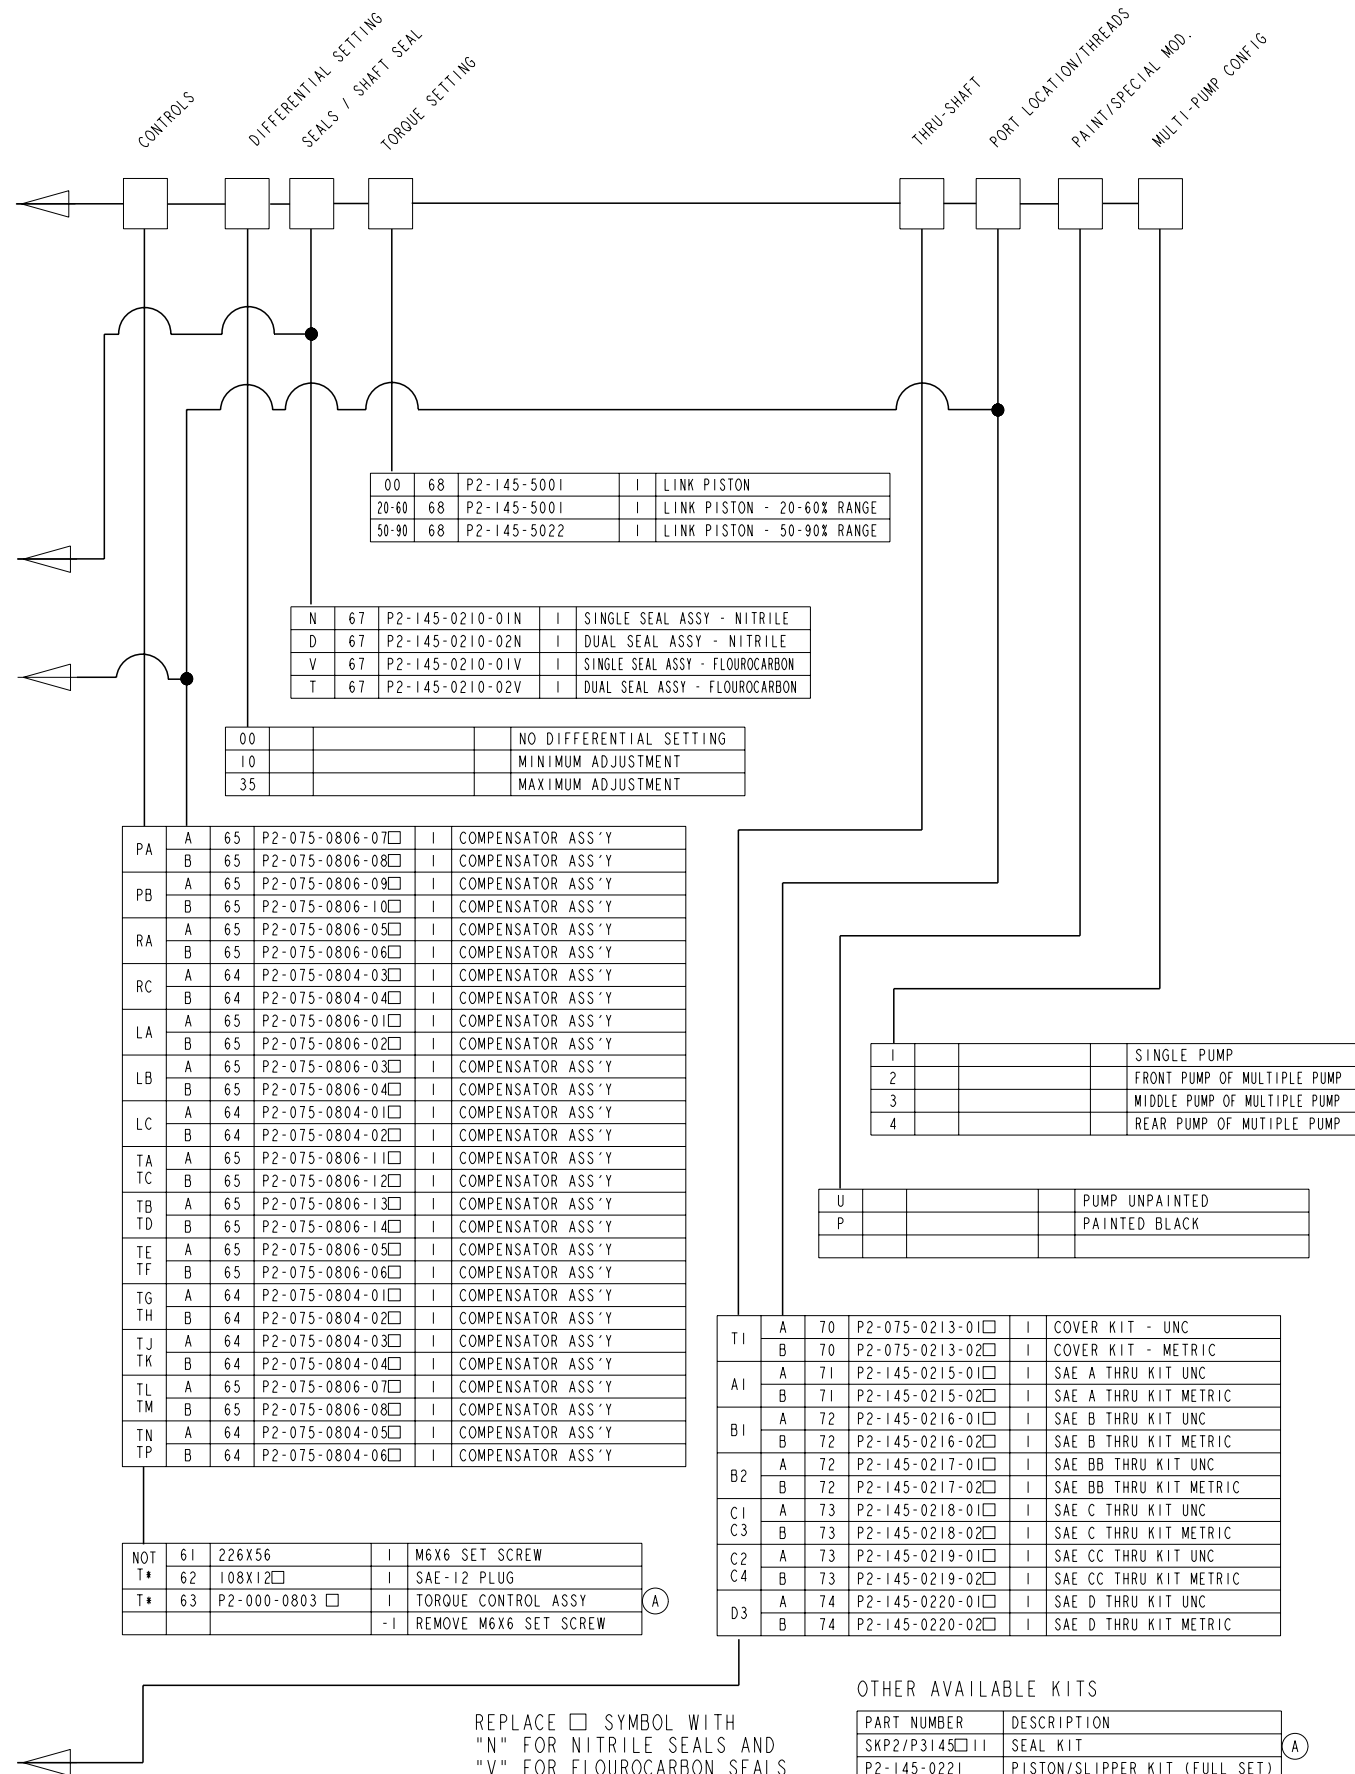 CONTROLS
DIFFERENTIAL SETTING
SEALS / SHAFT SEAL
TORQUE SETTING
THRU-SHAFT
PORT LOCATION/THREADS
PAINT/SPECIAL MOD.
MULTI-PUMP CONFIG
00 68 P2-145-5001 1 LINK PISTON
20-60 68 P2-145-5001 1 LINK PISTON - 20-60% RANGE
50-90 68 P2-145-5022 1 LINK PISTON - 50-90% RANGE
N 67 P2-145-0210-01N 1 SINGLE SEAL ASSY - NITRILE
D 67 P2-145-0210-02N 1 DUAL SEAL ASSY - NITRILE
V 67 P2-145-0210-01V 1 SINGLE SEAL ASSY - FLOUROCARBON
T 67 P2-145-0210-02V 1 DUAL SEAL ASSY - FLOUROCARBON
00 NO DIFFERENTIAL SETTING
10 MINIMUM ADJUSTMENT
35 MAXIMUM ADJUSTMENT
PA A 65 P2-075-0806-07□ 1 COMPENSATOR ASS'Y
B 65 P2-075-0806-08□ 1 COMPENSATOR ASS'Y
PB A 65 P2-075-0806-09□ 1 COMPENSATOR ASS'Y
B 65 P2-075-0806-10□ 1 COMPENSATOR ASS'Y
RA A 65 P2-075-0806-05□ 1 COMPENSATOR ASS'Y
B 65 P2-075-0806-06□ 1 COMPENSATOR ASS'Y
RC A 64 P2-075-0804-03□ 1 COMPENSATOR ASS'Y
B 64 P2-075-0804-04□ 1 COMPENSATOR ASS'Y
LA A 65 P2-075-0806-01□ 1 COMPENSATOR ASS'Y
B 65 P2-075-0806-02□ 1 COMPENSATOR ASS'Y
LB A 65 P2-075-0806-03□ 1 COMPENSATOR ASS'Y
B 65 P2-075-0806-04□ 1 COMPENSATOR ASS'Y
LC A 64 P2-075-0804-01□ 1 COMPENSATOR ASS'Y
B 64 P2-075-0804-02□ 1 COMPENSATOR ASS'Y
TA A 65 P2-075-0806-11□ 1 COMPENSATOR ASS'Y
TC B 65 P2-075-0806-12□ 1 COMPENSATOR ASS'Y
TB A 65 P2-075-0806-13□ 1 COMPENSATOR ASS'Y
TD B 65 P2-075-0806-14□ 1 COMPENSATOR ASS'Y
TE A 65 P2-075-0806-05□ 1 COMPENSATOR ASS'Y
TF B 65 P2-075-0806-06□ 1 COMPENSATOR ASS'Y
TG A 64 P2-075-0804-01□ 1 COMPENSATOR ASS'Y
TH B 64 P2-075-0804-02□ 1 COMPENSATOR ASS'Y
TJ A 64 P2-075-0804-03□ 1 COMPENSATOR ASS'Y
TK B 64 P2-075-0804-04□ 1 COMPENSATOR ASS'Y
TL A 65 P2-075-0806-07□ 1 COMPENSATOR ASS'Y
TM B 65 P2-075-0806-08□ 1 COMPENSATOR ASS'Y
TN A 64 P2-075-0804-05□ 1 COMPENSATOR ASS'Y
TP B 64 P2-075-0804-06□ 1 COMPENSATOR ASS'Y
1 SINGLE PUMP
2 FRONT PUMP OF MULTIPLE PUMP
3 MIDDLE PUMP OF MULTIPLE PUMP
4 REAR PUMP OF MUTIPLE PUMP
U PUMP UNPAINTED
P PAINTED BLACK
T1 A 70 P2-075-0213-01□ 1 COVER KIT - UNC
B 70 P2-075-0213-02□ 1 COVER KIT - METRIC
A1 A 71 P2-145-0215-01□ 1 SAE A THRU KIT UNC
B 71 P2-145-0215-02□ 1 SAE A THRU KIT METRIC
B1 A 72 P2-145-0216-01□ 1 SAE B THRU KIT UNC
B 72 P2-145-0216-02□ 1 SAE B THRU KIT METRIC
B2 A 72 P2-145-0217-01□ 1 SAE BB THRU KIT UNC
B 72 P2-145-0217-02□ 1 SAE BB THRU KIT METRIC
C1 A 73 P2-145-0218-01□ 1 SAE C THRU KIT UNC
C3 B 73 P2-145-0218-02□ 1 SAE C THRU KIT METRIC
C2 A 73 P2-145-0219-01□ 1 SAE CC THRU KIT UNC
C4 B 73 P2-145-0219-02□ 1 SAE CC THRU KIT METRIC
D3 A 74 P2-145-0220-01□ 1 SAE D THRU KIT UNC
B 74 P2-145-0220-02□ 1 SAE D THRU KIT METRIC
NOT 61 226X56 1 M6X6 SET SCREW
T* 62 108X12□ 1 SAE-12 PLUG
T* 63 P2-000-0803 □ 1 TORQUE CONTROL ASSY A
-1 REMOVE M6X6 SET SCREW
REPLACE □ SYMBOL WITH
"N" FOR NITRILE SEALS AND
"V" FOR FLOUROCARBON SEALS
OTHER AVAILABLE KITS
PART NUMBER DESCRIPTION
SKP2/P3145□11 SEAL KIT A
P2-145-0221 PISTON/SLIPPER KIT (FULL SET)